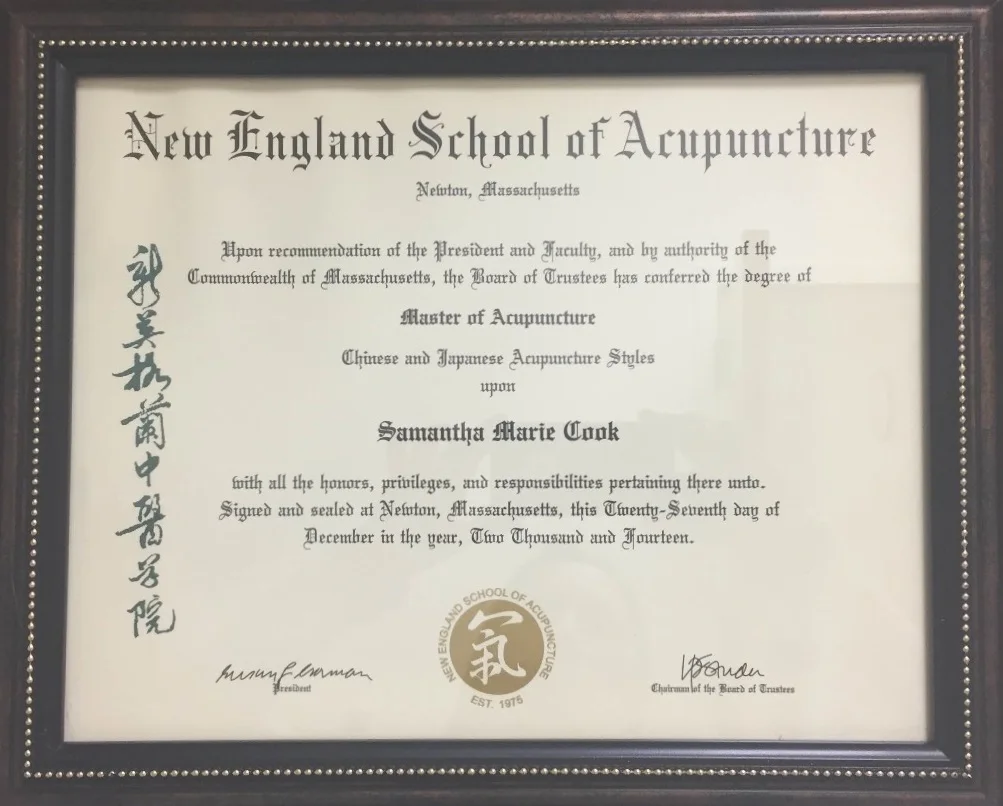 New England School of Acupuncture
Newton, Massachusetts
Upon recommendation of the President and Faculty, and by authority of the
Commonwealth of Massachusetts, the Board of Trustees has conferred the degree of
Master of Acupuncture
Chinese and Japanese Acupuncture Styles
upon
Samantha Marie Cook
with all the honors, privileges, and responsibilities pertaining there unto.
Signed and sealed at Newton, Massachusetts, this Twenty-Seventh day of
December in the year, Two Thousand and Fourteen.
新英格蘭中醫学院
NEW ENGLAND SCHOOL OF ACUPUNCTURE
氣
EST. 1975
President
Chairman of the Board of Trustees